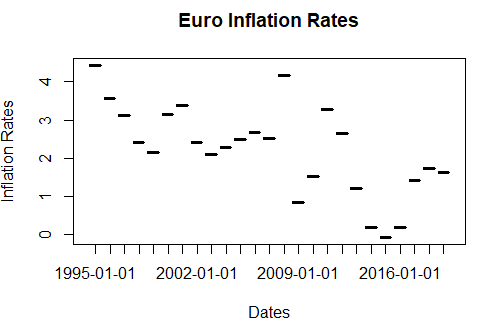 Euro Inflation Rates
Inflation Rates
4
3
2
1
0
1995-01-01 2002-01-01 2009-01-01 2016-01-01
Dates